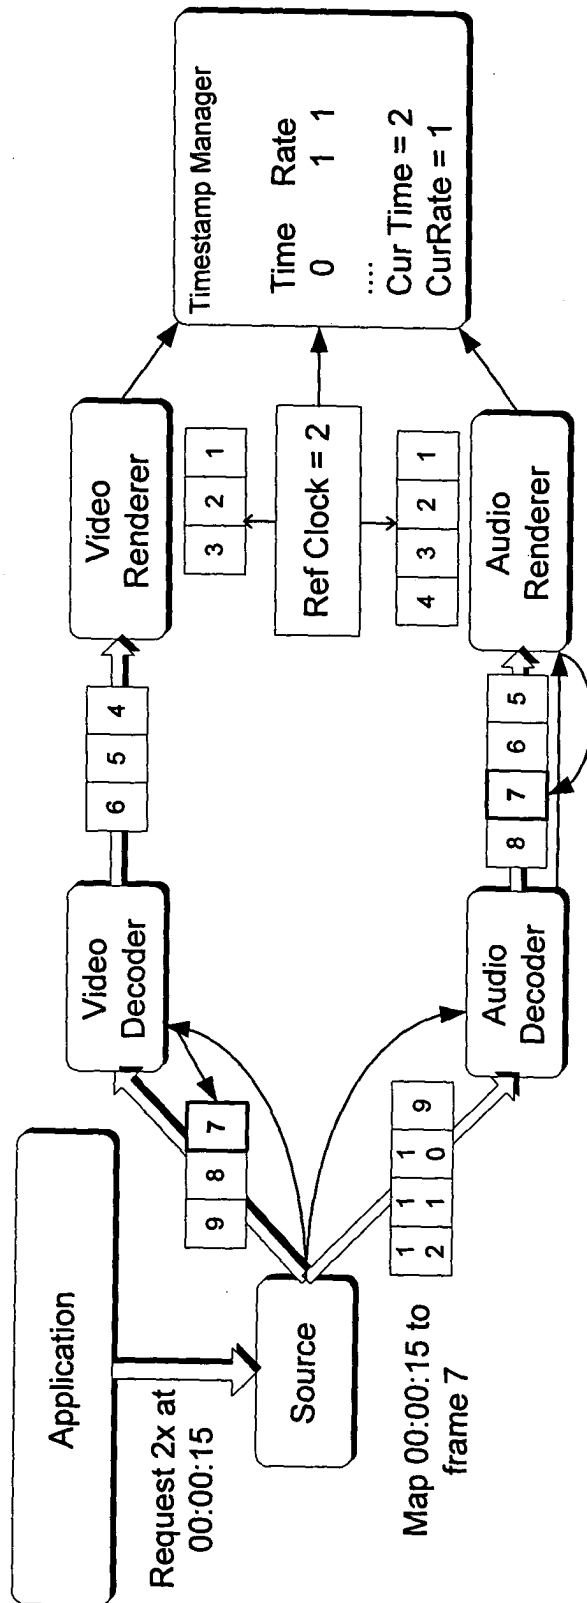 Application
Request 2x at
00:00:15
Source
Map 00:00:15 to
frame 7
9 8 7
12 11 10 9
Video
Decoder
Audio
Decoder
6 5 4
8 7 6 5
Video
Renderer
3 2 1
Ref Clock = 2
4 3 2 1
Audio
Renderer
Timestamp Manager
Time Rate
0 1 1
....
Cur Time = 2
CurRate = 1